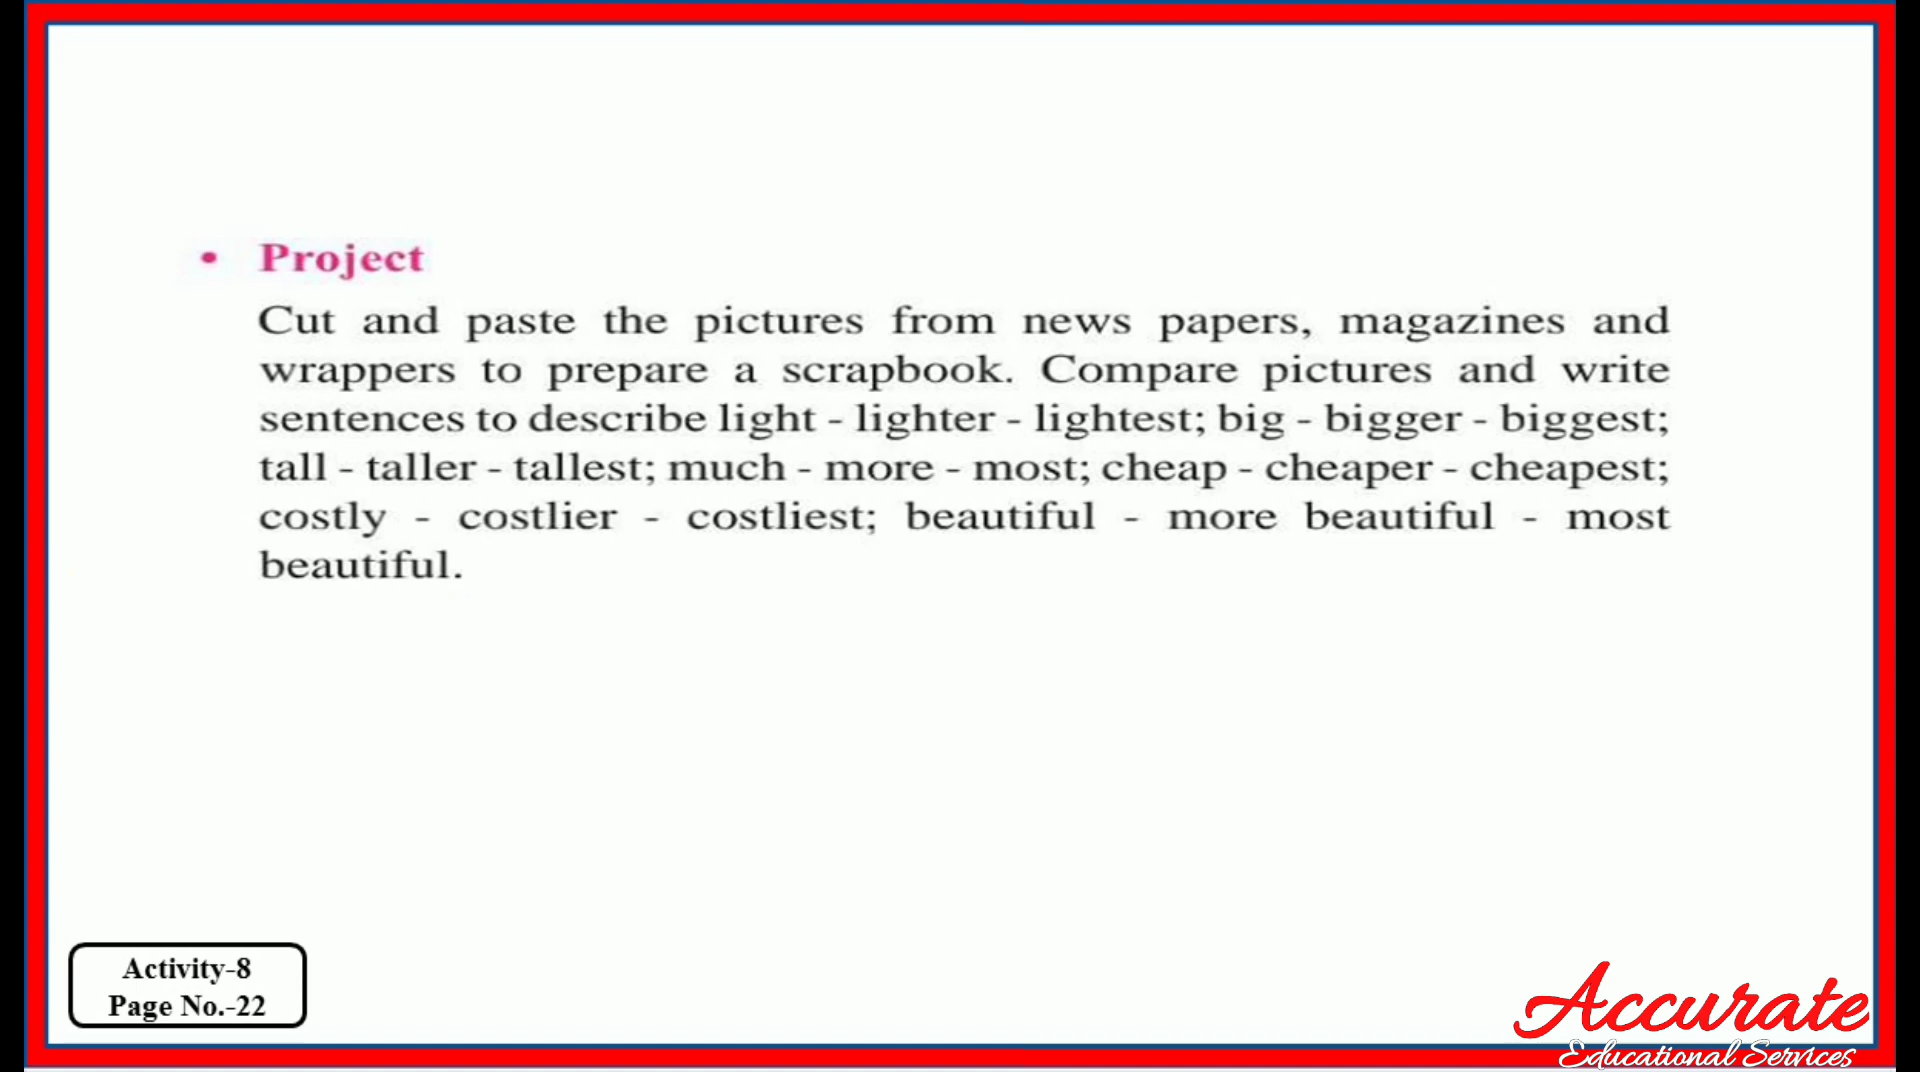 • Project
Cut and paste the pictures from news papers, magazines and
wrappers to prepare a scrapbook. Compare pictures and write
sentences to describe light - lighter - lightest; big - bigger - biggest;
tall - taller - tallest; much - more - most; cheap - cheaper - cheapest;
costly - costlier - costliest; beautiful - more beautiful - most
beautiful.
Activity-8
Page No.-22
Accurate
Educational Services